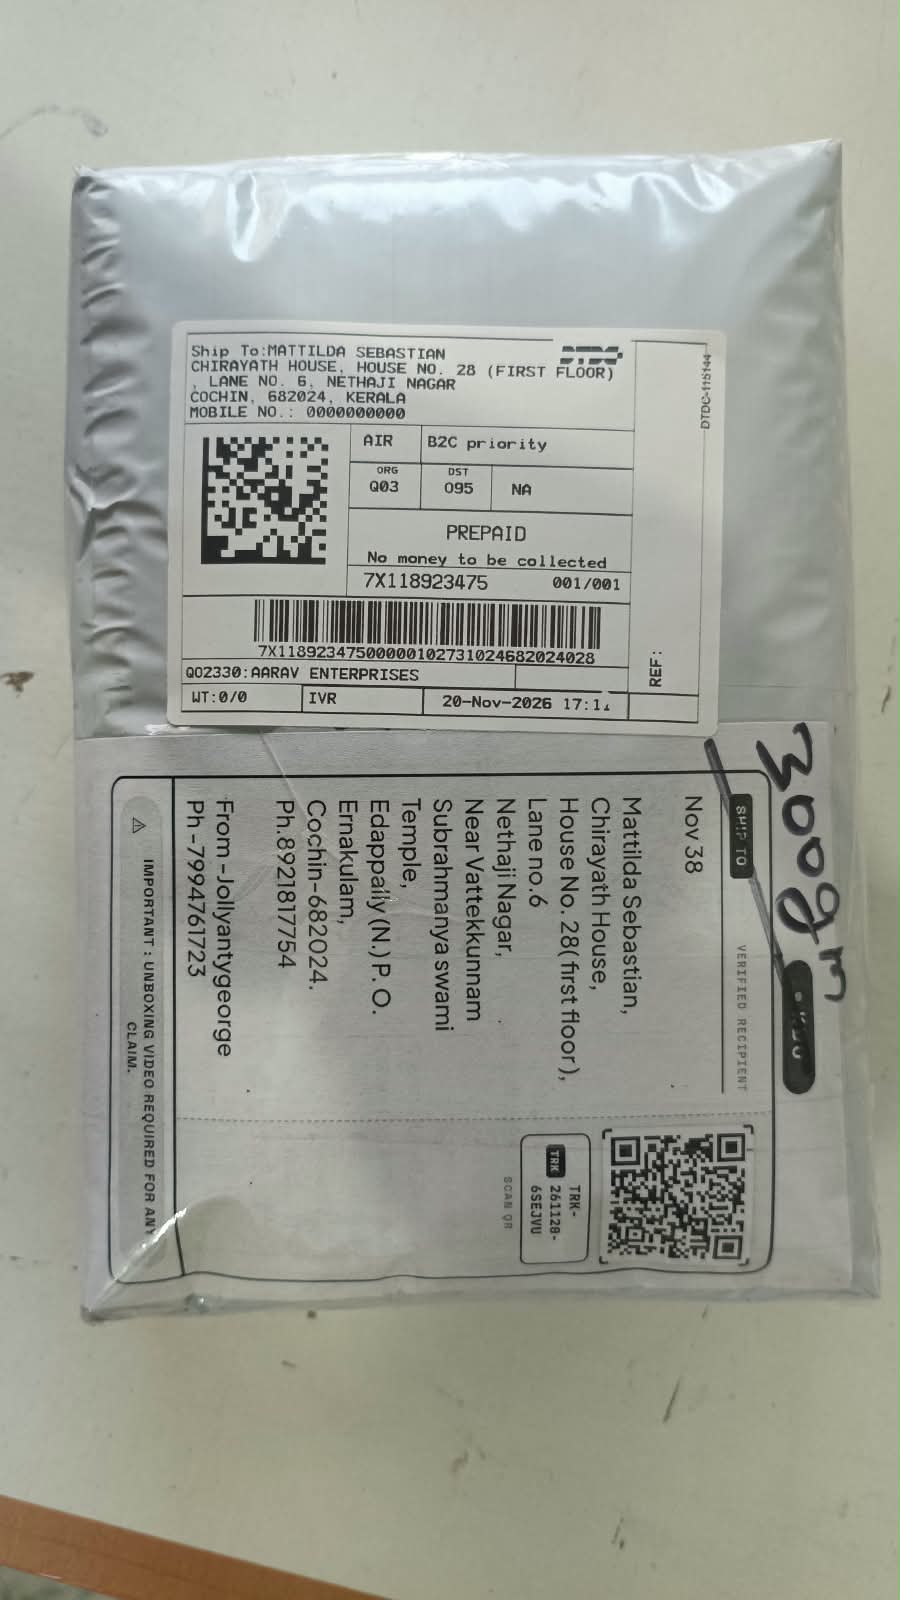 Ship To:MATTILDA SEBASTIAN
CHIRAYATH HOUSE, HOUSE NO. 28 (FIRST FLOOR)
, LANE NO. 6, NETHAJI NAGAR
COCHIN, 682024, KERALA
MOBILE NO.: 0000000000
DTDC
DTDC-115144
AIR
B2C priority
ORG
Q03
DST
O95
NA
PREPAID
No money to be collected
7X118923475
001/001
7X11892347500000102731024682024028
REF:
QO2330:AARAV ENTERPRISES
WT:0/0
IVR
20-Nov-2026 17:1
300gm
SHIP TO
VERIFIED RECIPIENT
Nov 38
Mattilda Sebastian,
Chirayath House,
House No. 28( first floor ),
Lane no.6
Nethaji Nagar,
Near Vattekkunnam
Subrahmanya swami
Temple,
Edappally (N.) P. O.
Ernakulam,
Cochin-682024.
Ph.8921817754
From -Jollyantygeorge
Ph -7994761723
IMPORTANT : UNBOXING VIDEO REQUIRED FOR ANY
CLAIM.
TRK
TRK-
261128-
6SEJVU
SCAN QR